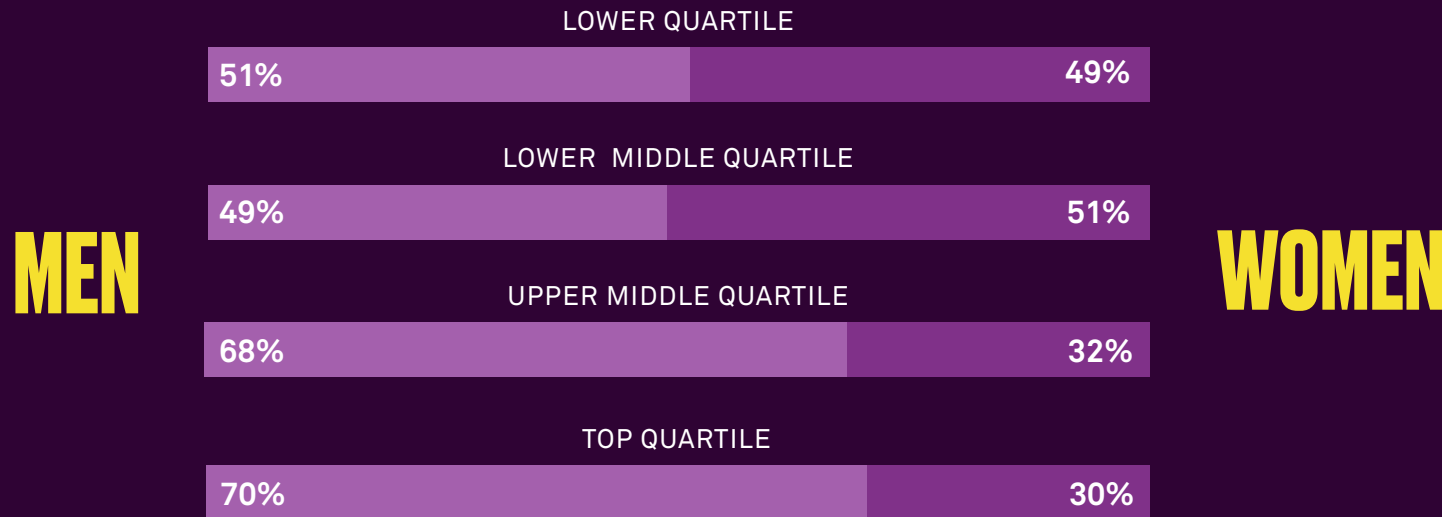 LOWER QUARTILE
51% 49%
LOWER MIDDLE QUARTILE
49% 51%
MEN WOMEN
UPPER MIDDLE QUARTILE
68% 32%
TOP QUARTILE
70% 30%